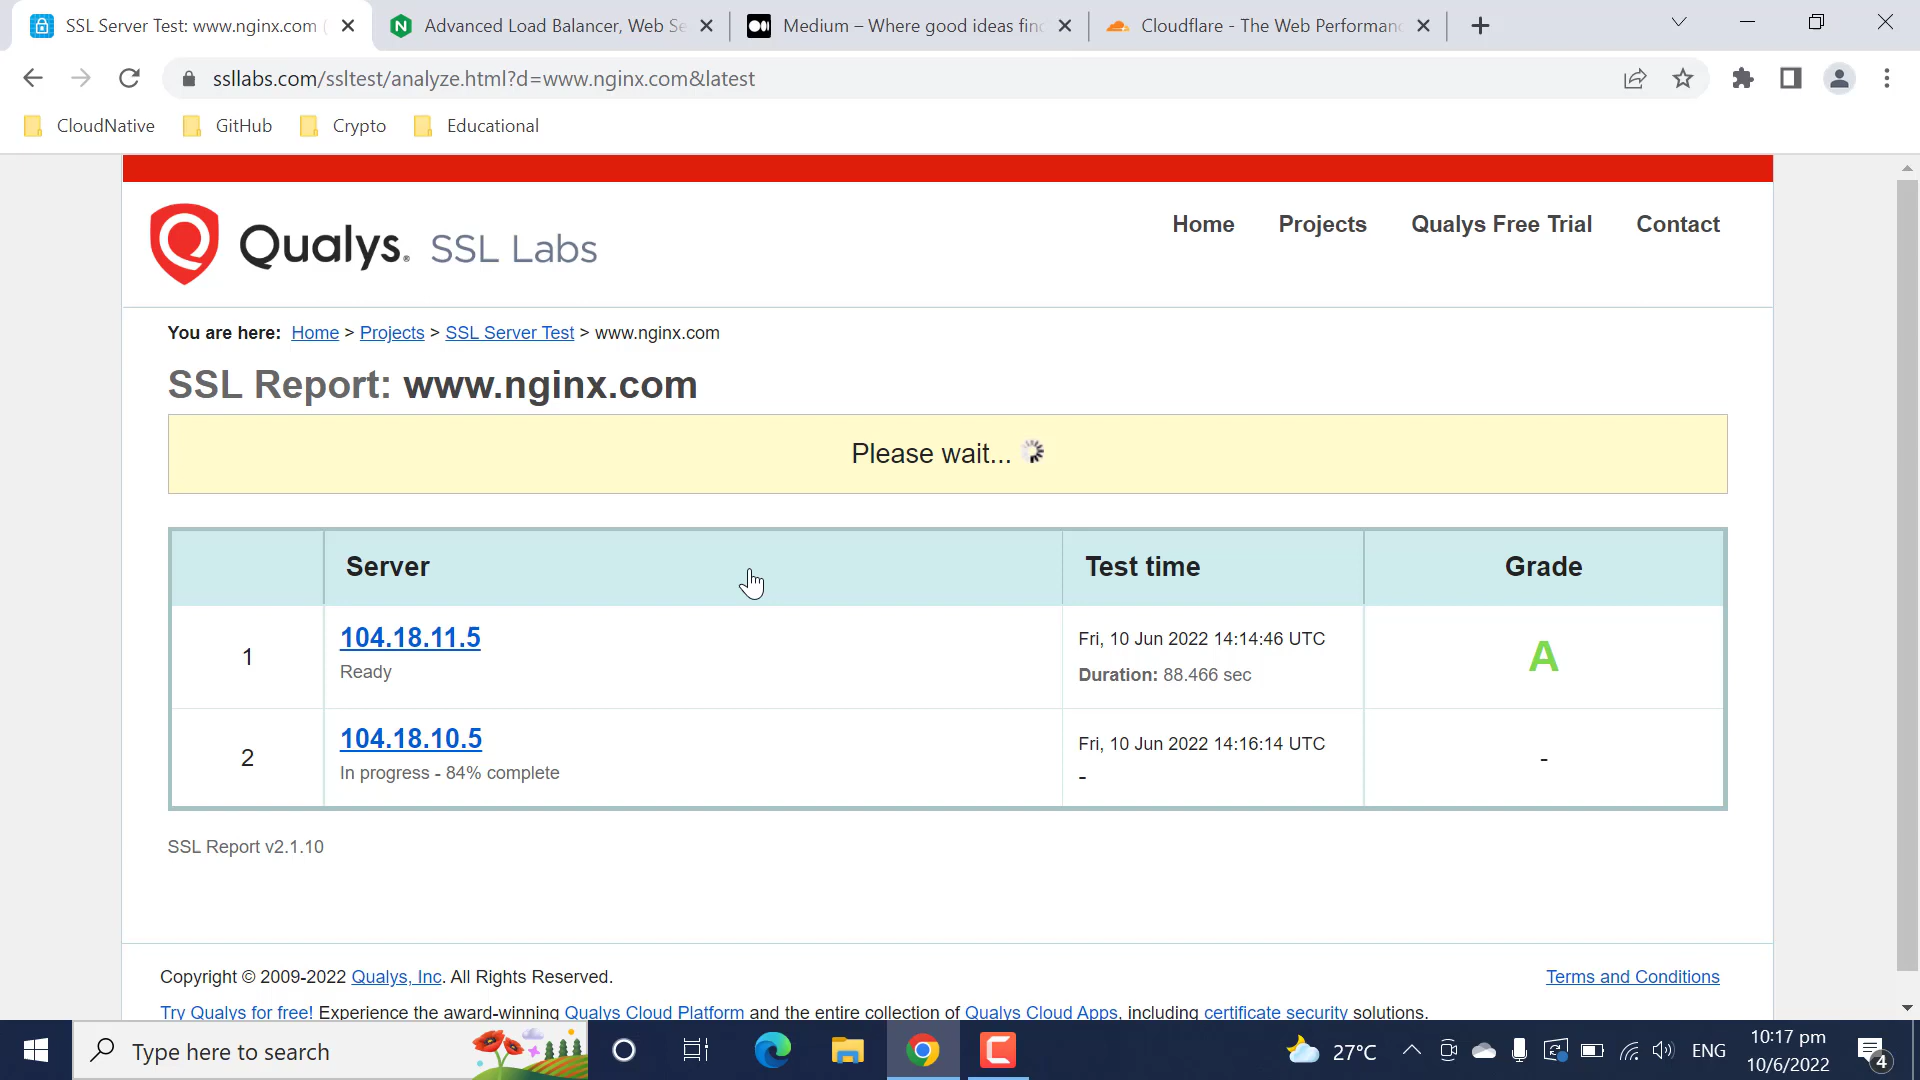 SSL Server Test: www.nginx.com (
Advanced Load Balancer, Web Se
Medium – Where good ideas find
Cloudflare - The Web Performanc
ssllabs.com/ssltest/analyze.html?d=www.nginx.com&latest
CloudNative
GitHub
Crypto
Educational
Qualys. SSL Labs
Home
Projects
Qualys Free Trial
Contact
You are here: Home > Projects > SSL Server Test > www.nginx.com
SSL Report: www.nginx.com
Please wait...
Server
Test time
Grade
1
104.18.11.5
Ready
Fri, 10 Jun 2022 14:14:46 UTC
Duration: 88.466 sec
A
2
104.18.10.5
In progress - 84% complete
Fri, 10 Jun 2022 14:16:14 UTC
-
-
SSL Report v2.1.10
Copyright © 2009-2022 Qualys, Inc. All Rights Reserved.
Terms and Conditions
Try Qualys for free! Experience the award-winning Qualys Cloud Platform and the entire collection of Qualys Cloud Apps, including certificate security solutions.
Type here to search
27°C
ENG
10:17 pm
10/6/2022
4